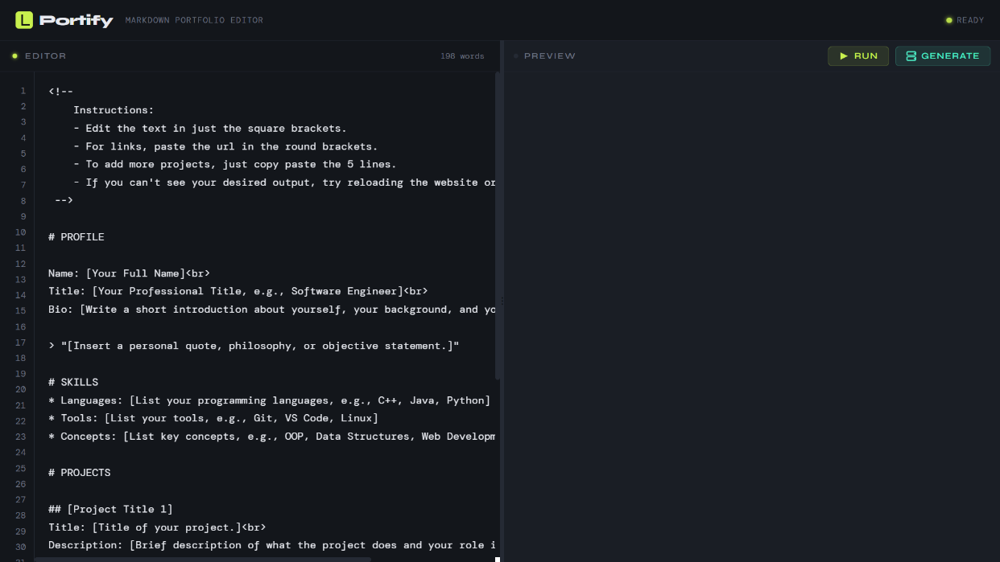 L Portify MARKDOWN PORTFOLIO EDITOR READY
EDITOR 198 words PREVIEW RUN GENERATE
1 <!--
2 Instructions:
3 - Edit the text in just the square brackets.
4 - For links, paste the url in the round brackets.
5 - To add more projects, just copy paste the 5 lines.
6 - If you can't see your desired output, try reloading the website or
7 -->
8
9 # PROFILE
10
11 Name: [Your Full Name]<br>
12 Title: [Your Professional Title, e.g., Software Engineer]<br>
13 Bio: [Write a short introduction about yourself, your background, and yo
14
15 > "[Insert a personal quote, philosophy, or objective statement.]"
16
17 # SKILLS
18 * Languages: [List your programming languages, e.g., C++, Java, Python]
19 * Tools: [List your tools, e.g., Git, VS Code, Linux]
20 * Concepts: [List key concepts, e.g., OOP, Data Structures, Web Developm
21
22 # PROJECTS
23
24 ## [Project Title 1]
25 Title: [Title of your project.]<br>
26 Description: [Brief description of what the project does and your role i
27
28
29
30
31